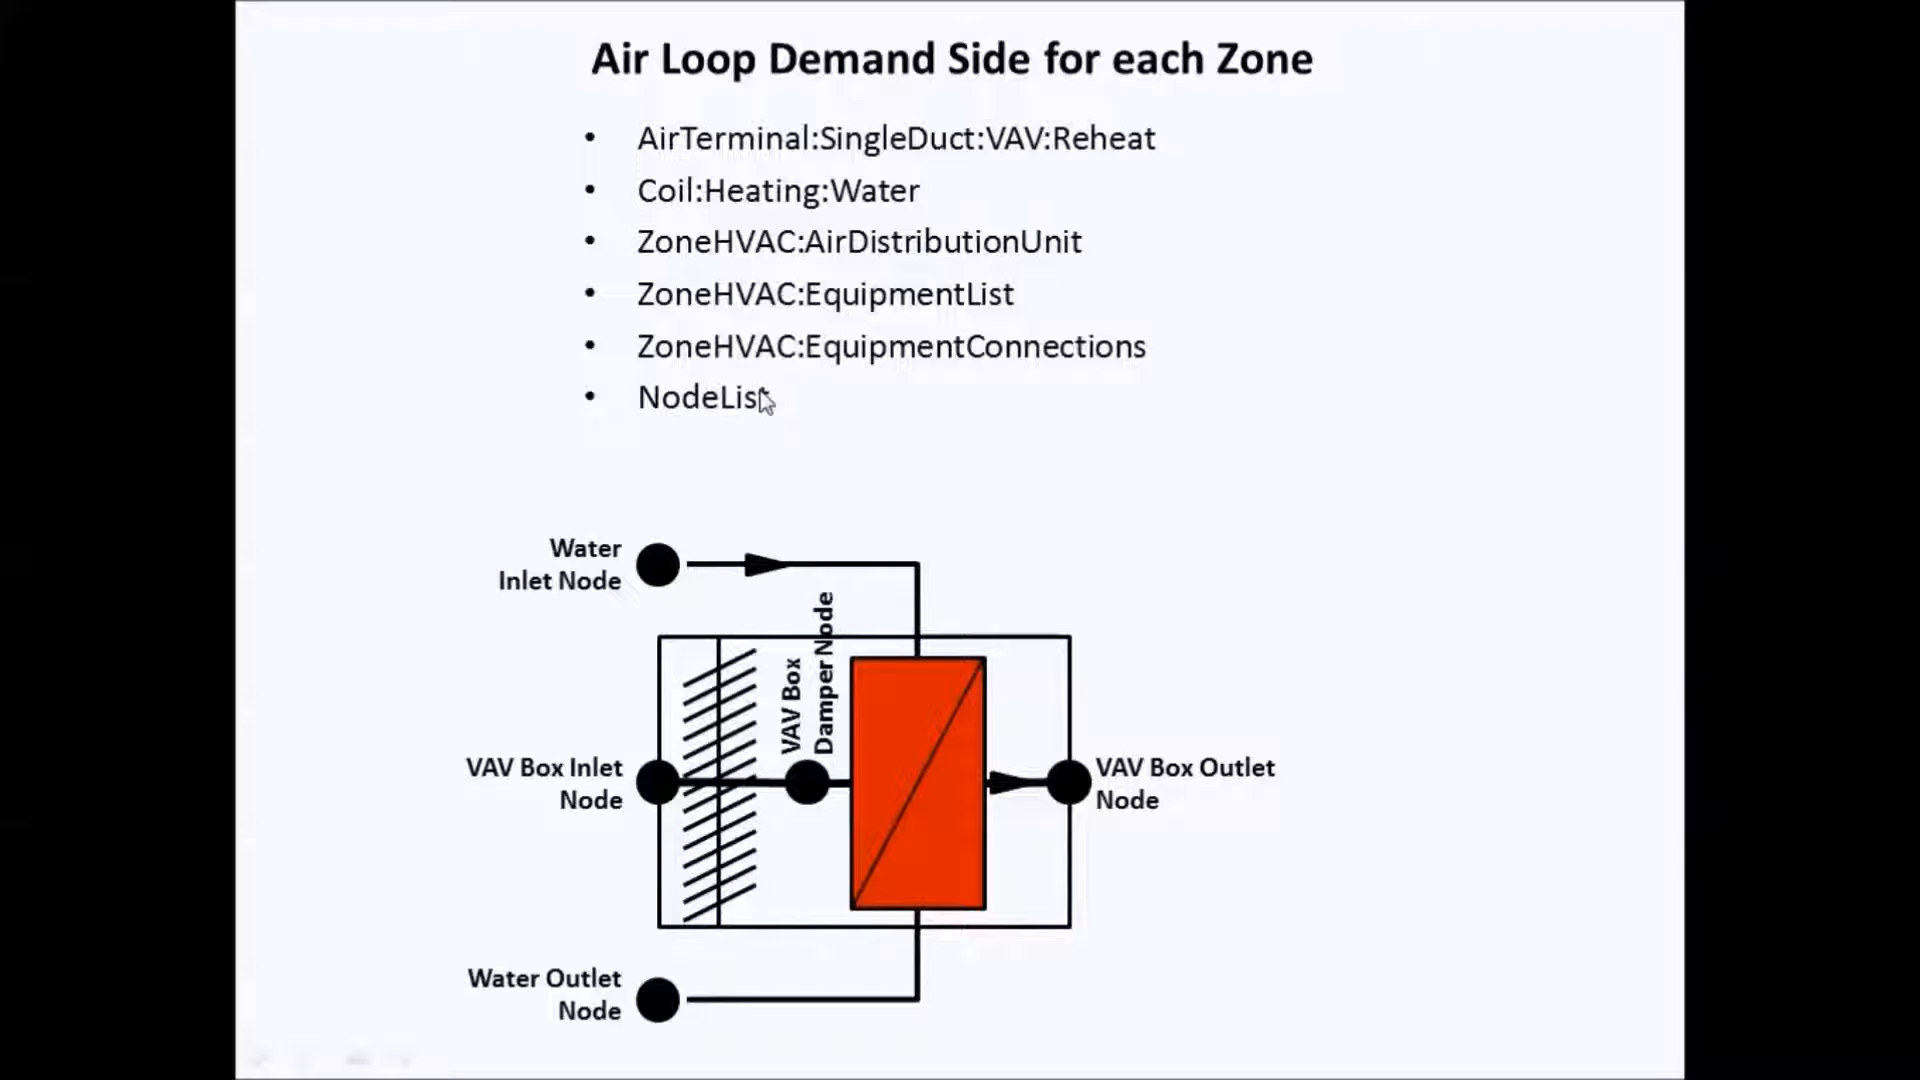 Air Loop Demand Side for each Zone
• AirTerminal:SingleDuct:VAV:Reheat
• Coil:Heating:Water
• ZoneHVAC:AirDistributionUnit
• ZoneHVAC:EquipmentList
• ZoneHVAC:EquipmentConnections
• NodeList
Water
Inlet Node
VAV Box
Damper Node
VAV Box Inlet
Node
VAV Box Outlet
Node
Water Outlet
Node